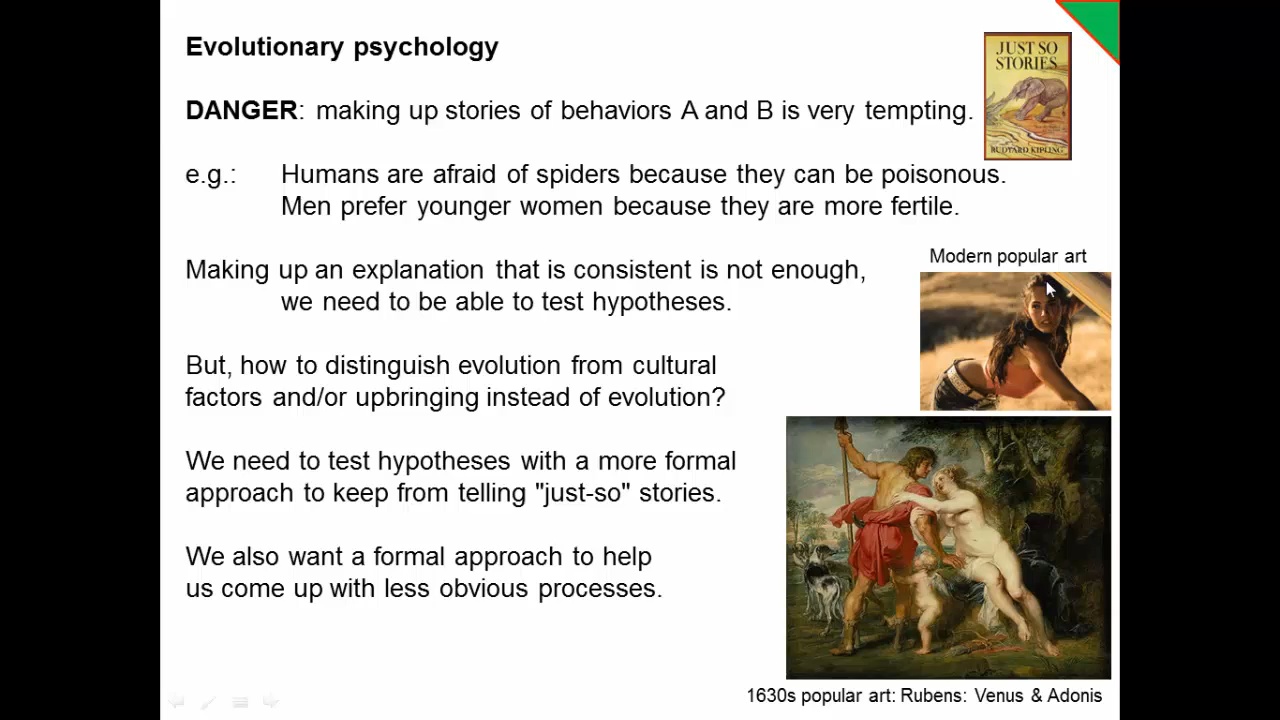 Evolutionary psychology
JUST SO
STORIES
RUDYARD KIPLING
DANGER: making up stories of behaviors A and B is very tempting.
e.g.: Humans are afraid of spiders because they can be poisonous.
Men prefer younger women because they are more fertile.
Making up an explanation that is consistent is not enough,
we need to be able to test hypotheses.
Modern popular art
But, how to distinguish evolution from cultural
factors and/or upbringing instead of evolution?
We need to test hypotheses with a more formal
approach to keep from telling "just-so" stories.
We also want a formal approach to help
us come up with less obvious processes.
1630s popular art: Rubens: Venus & Adonis